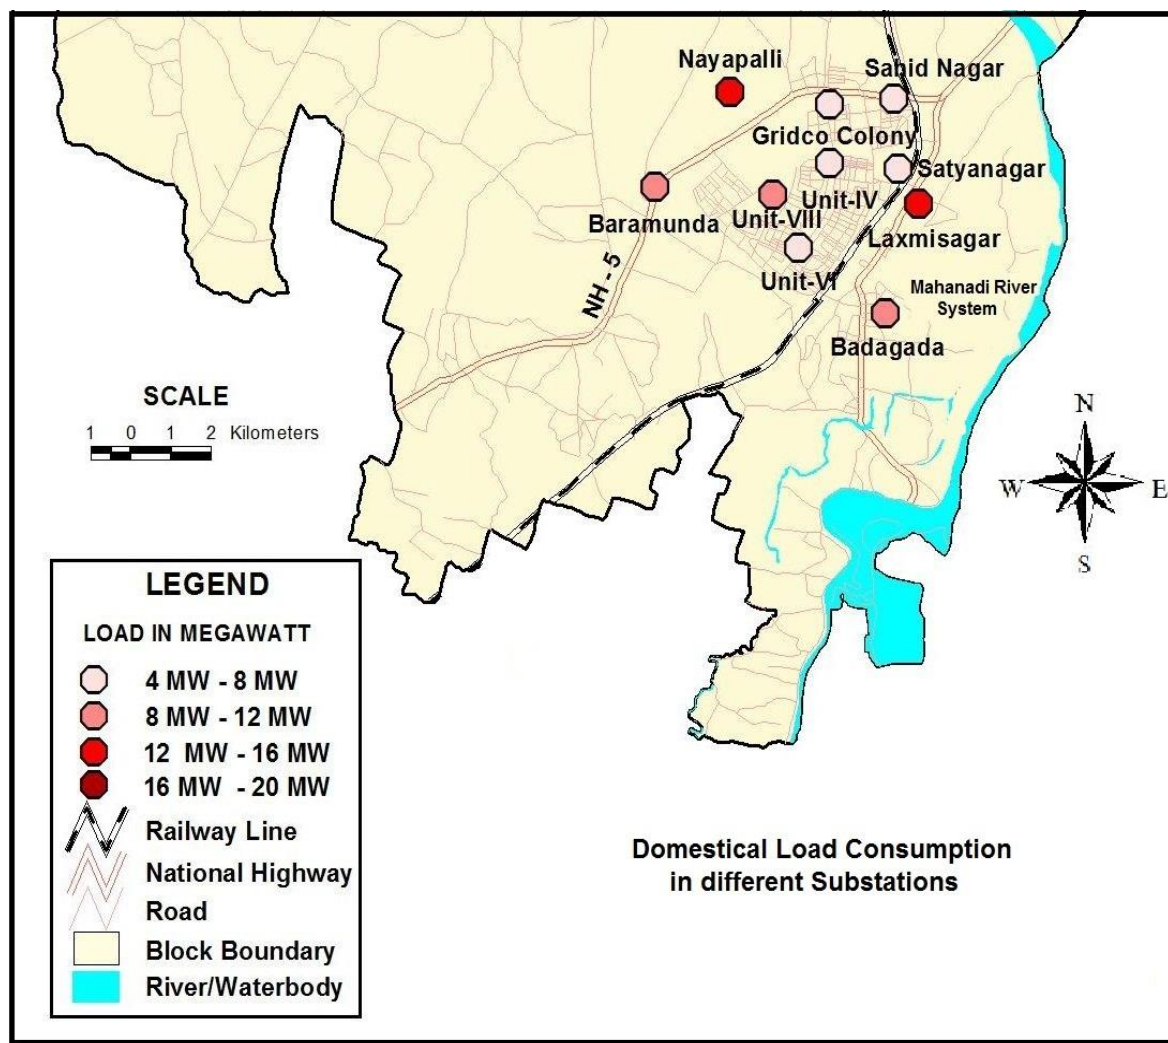 Nayapalli
Sahid Nagar
Gridco Colony
Satyanagar
Unit-IV
Baramunda
Unit-VIII
Laxmisagar
Unit-VI
NH - 5
Mahanadi River
System
Badagada
SCALE
1 0 1 2 Kilometers
N
W E
S
LEGEND
LOAD IN MEGAWATT
4 MW - 8 MW
8 MW - 12 MW
12 MW - 16 MW
16 MW - 20 MW
Railway Line
National Highway
Road
Block Boundary
River/Waterbody
Domestical Load Consumption
in different Substations